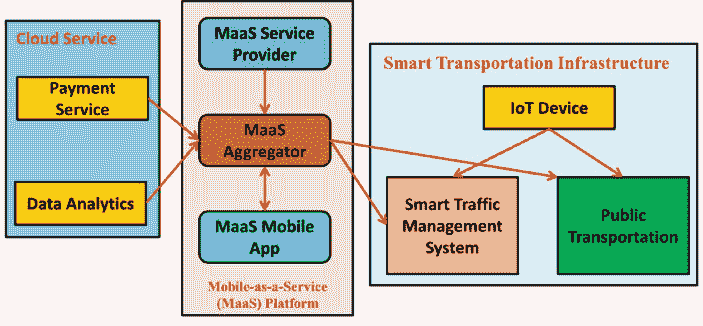 Cloud Service
Payment
Service
Data Analytics
MaaS Service
Provider
MaaS
Aggregator
MaaS Mobile
App
Mobile-as-a-Service
(MaaS) Platform
Smart Transportation Infrastructure
IoT Device
Smart Traffic
Management
System
Public
Transportation